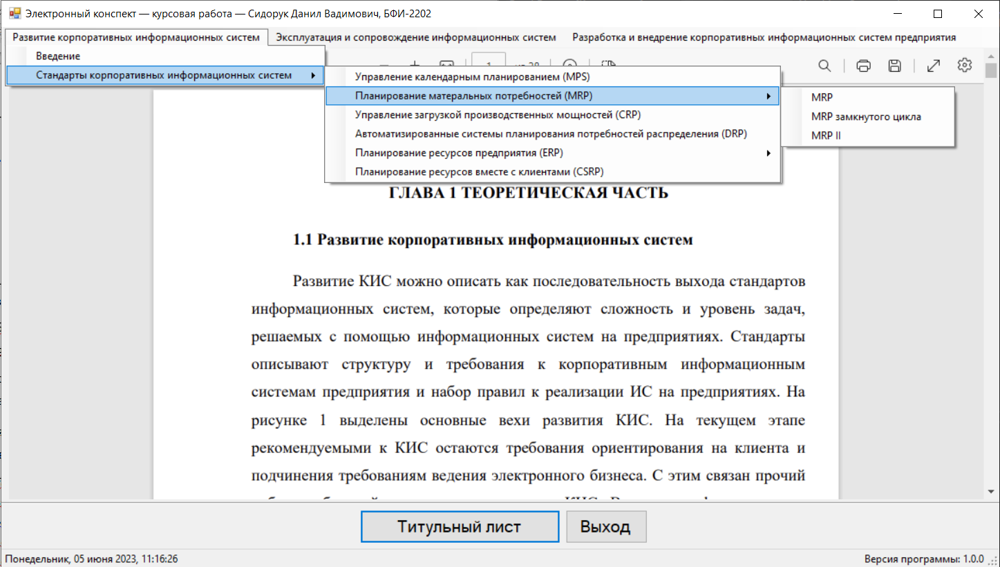 Электронный конспект — курсовая работа — Сидорук Данил Вадимович, БФИ-2202
Развитие корпоративных информационных систем Эксплуатация и сопровождение информационных систем Разработка и внедрение корпоративных информационных систем предприятия
Введение
Стандарты корпоративных информационных систем
Управление календарным планированием (MPS)
Планирование матеральных потребностей (MRP)
Управление загрузкой производственных мощностей (CRP)
Автоматизированные системы планирования потребностей распределения (DRP)
Планирование ресурсов предприятия (ERP)
Планирование ресурсов вместе с клиентами (CSRP)
MRP
MRP замкнутого цикла
MRP II
ГЛАВА 1 ТЕОРЕТИЧЕСКАЯ ЧАСТЬ
1.1 Развитие корпоративных информационных систем
Развитие КИС можно описать как последовательность выхода стандартов
информационных систем, которые определяют сложность и уровень задач,
решаемых с помощью информационных систем на предприятиях. Стандарты
описывают структуру и требования к корпоративным информационным
системам предприятия и набор правил к реализации ИС на предприятиях. На
рисунке 1 выделены основные вехи развития КИС. На текущем этапе
рекомендуемыми к КИС остаются требования ориентирования на клиента и
подчинения требованиям ведения электронного бизнеса. С этим связан прочий
Титульный лист Выход
Понедельник, 05 июня 2023, 11:16:26 Версия программы: 1.0.0